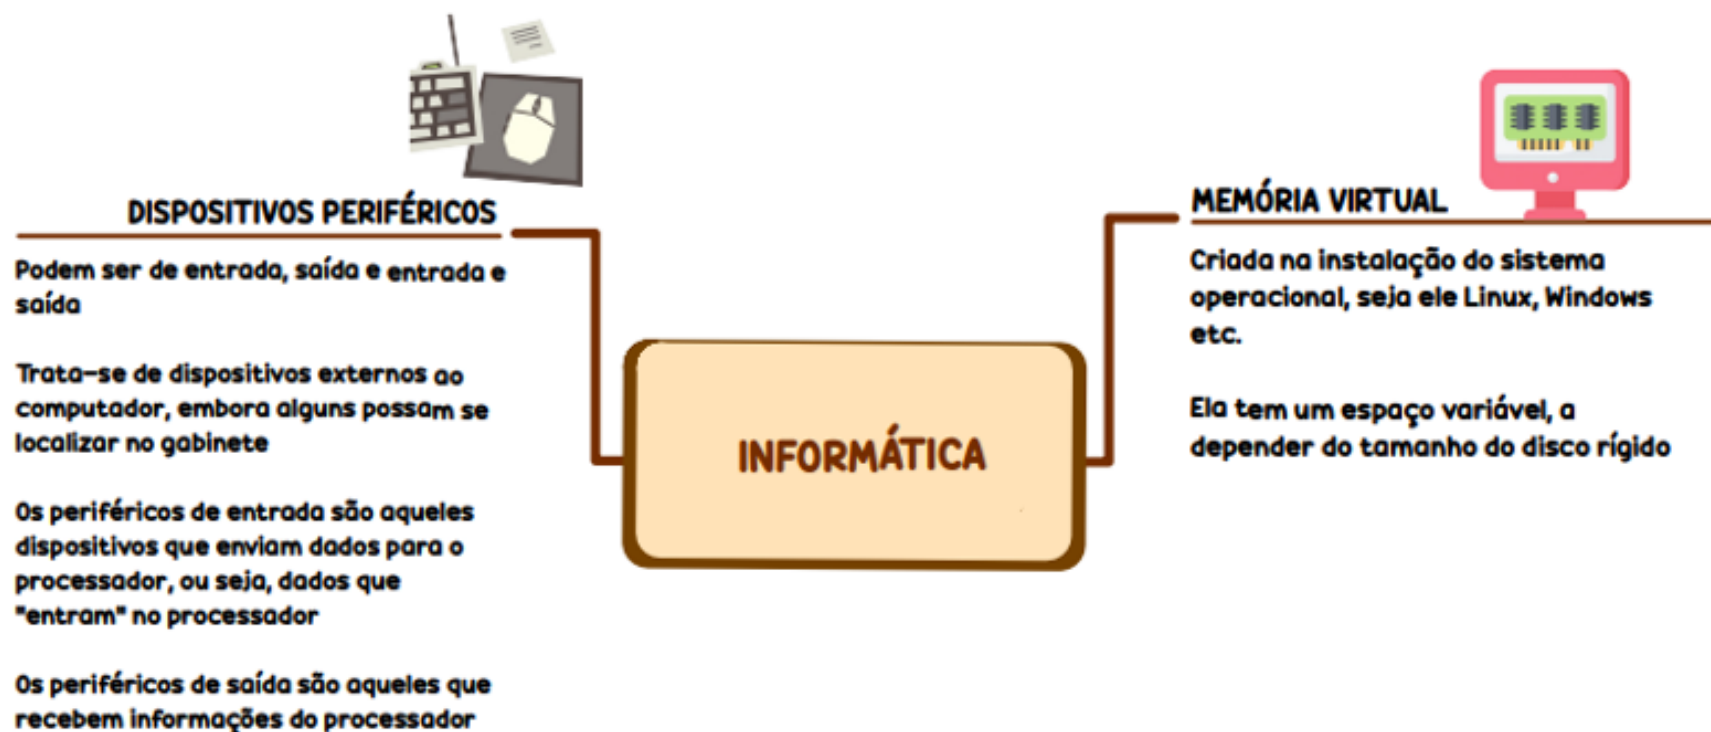 DISPOSITIVOS PERIFÉRICOS
Podem ser de entrada, saída e entrada e
saída
Trata-se de dispositivos externos ao
computador, embora alguns possam se
localizar no gabinete
Os periféricos de entrada são aqueles
dispositivos que enviam dados para o
processador, ou seja, dados que
"entram" no processador
Os periféricos de saída são aqueles que
recebem informações do processador
INFORMÁTICA
MEMÓRIA VIRTUAL
Criada na instalação do sistema
operacional, seja ele Linux, Windows
etc.
Ela tem um espaço variável, a
depender do tamanho do disco rígido